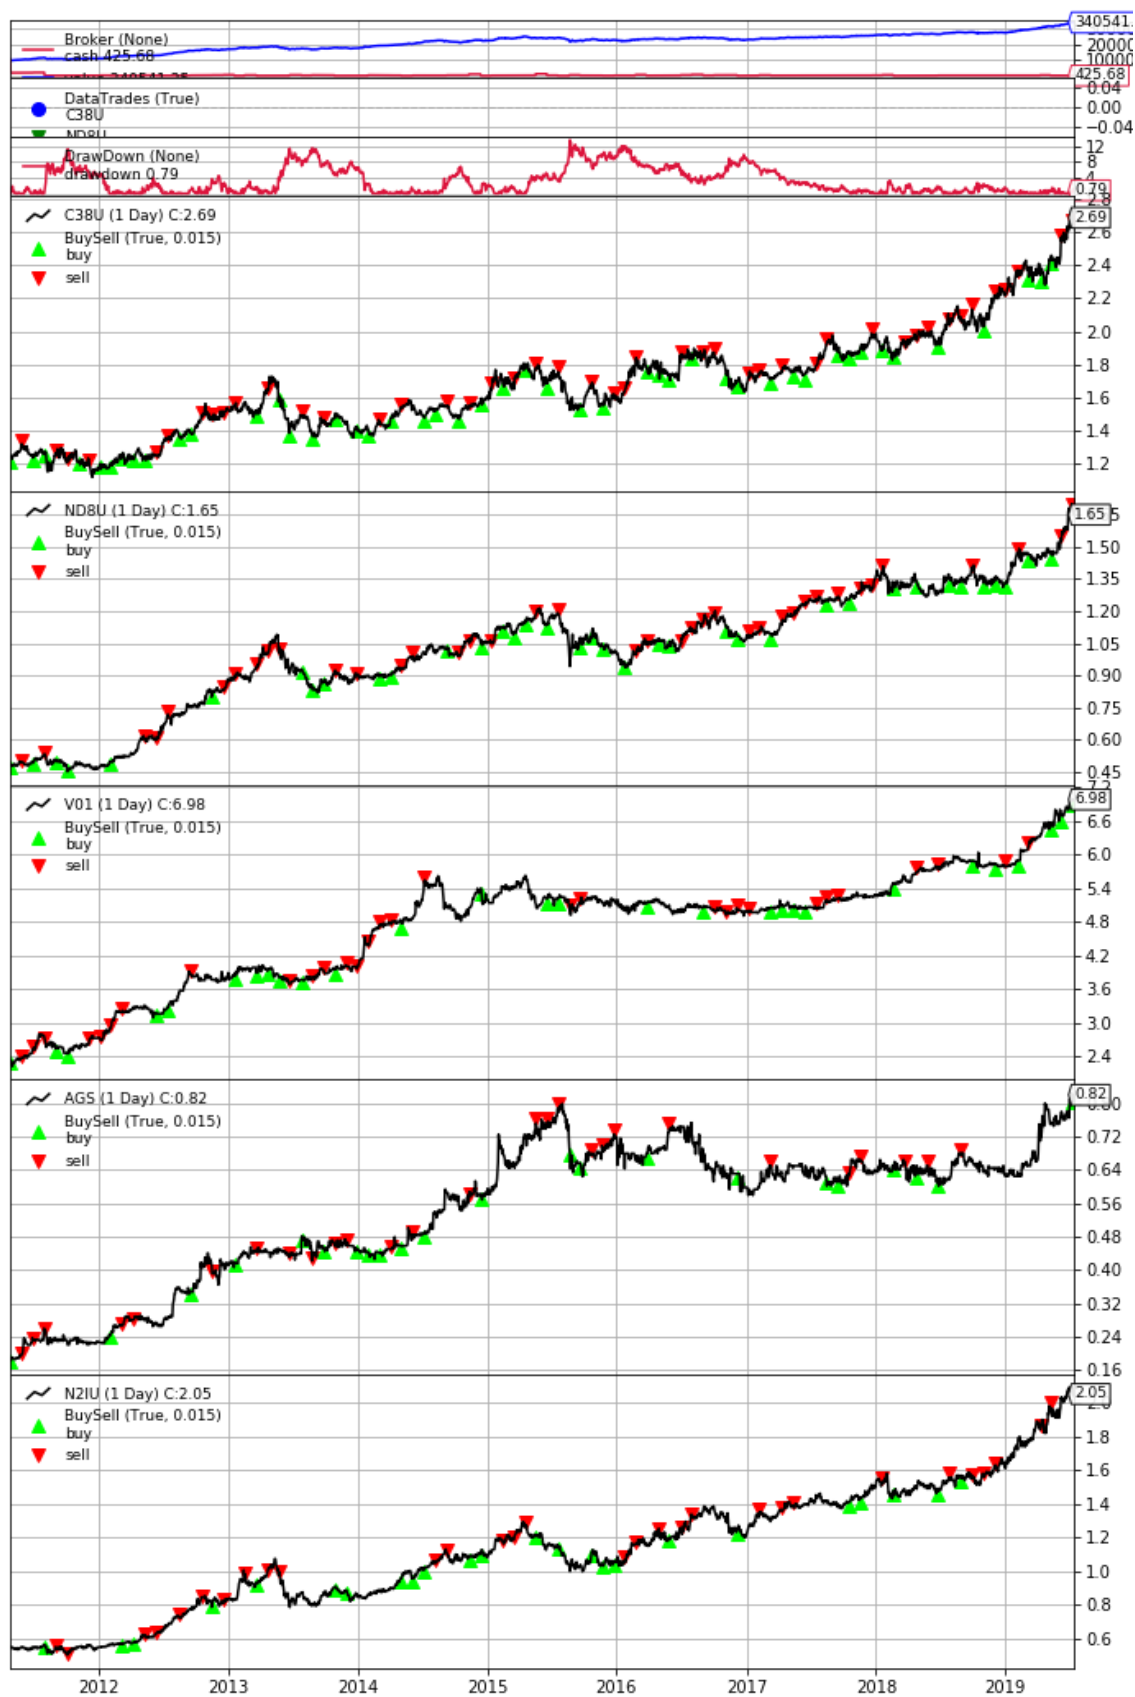 340541.
Broker (None)
cash 425.68
20000
10000
425.68
DataTrades (True)
C38U
ND8U
0.04
0.00
−0.04
DrawDown (None)
drawdown 0.79
12
8
4
0.79
C38U (1 Day) C:2.69
BuySell (True, 0.015)
buy
sell
2.8
2.69
2.6
2.4
2.2
2.0
1.8
1.6
1.4
1.2
ND8U (1 Day) C:1.65
BuySell (True, 0.015)
buy
sell
1.65
1.50
1.35
1.20
1.05
0.90
0.75
0.60
0.45
V01 (1 Day) C:6.98
BuySell (True, 0.015)
buy
sell
7.2
6.98
6.6
6.0
5.4
4.8
4.2
3.6
3.0
2.4
AGS (1 Day) C:0.82
BuySell (True, 0.015)
buy
sell
0.82
0.72
0.64
0.56
0.48
0.40
0.32
0.24
0.16
N2IU (1 Day) C:2.05
BuySell (True, 0.015)
buy
sell
2.05
1.8
1.6
1.4
1.2
1.0
0.8
0.6
2012 2013 2014 2015 2016 2017 2018 2019